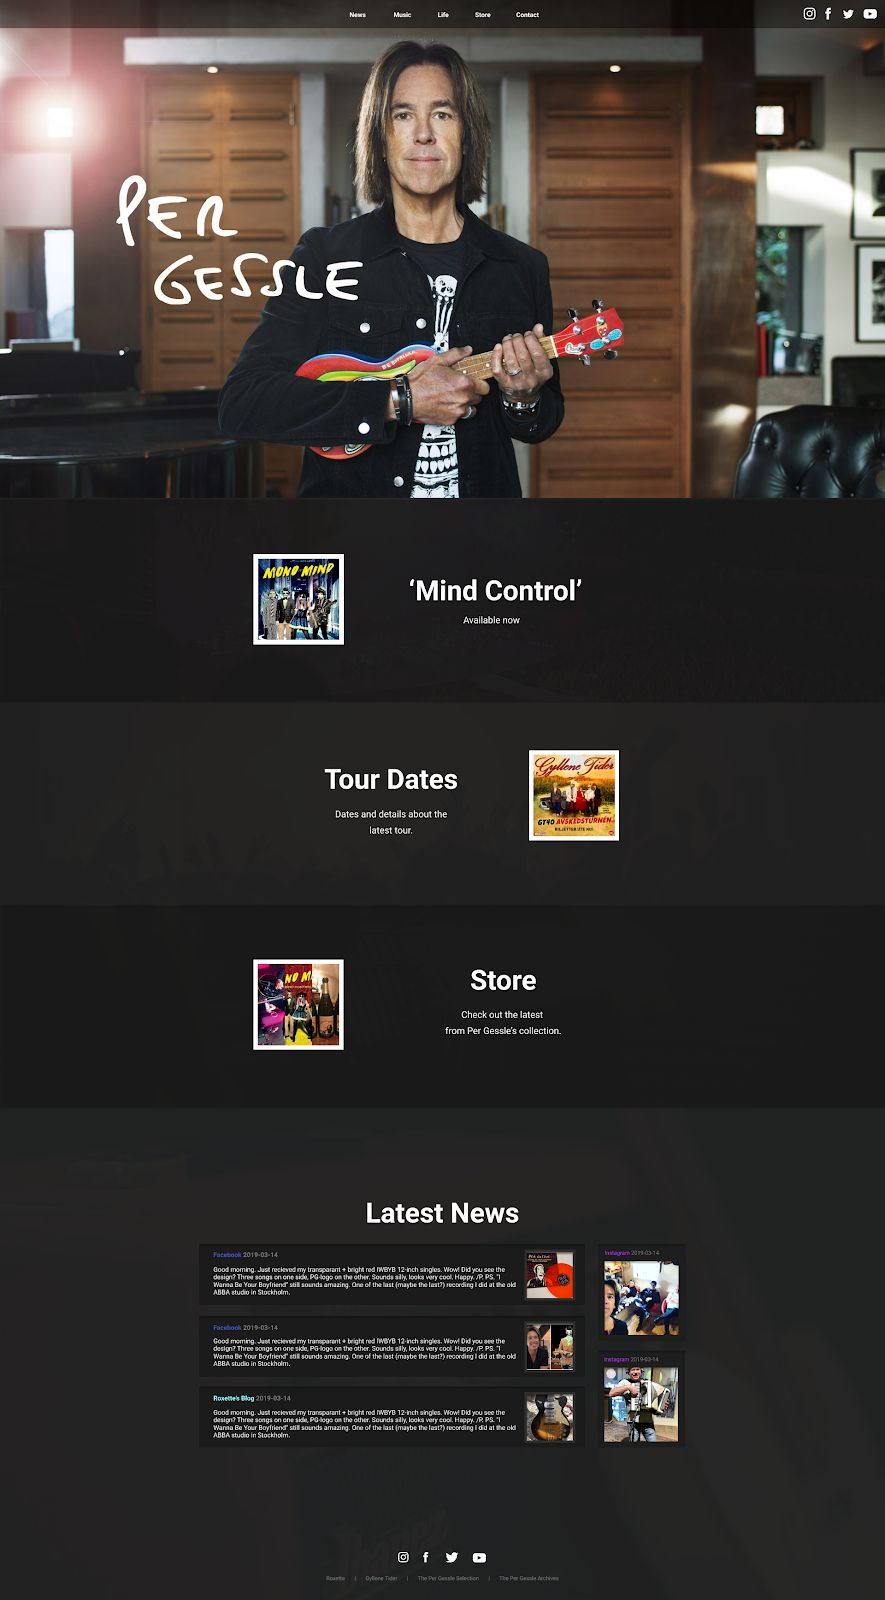 News Music Life Store Contact
PER
GESSLE
BE BOP A LULA
MONO MIND
‘Mind Control’
Available now
Tour Dates
Dates and details about the
latest tour.
Gyllene Tider
GT40 AVSKEDSTURNÉN
BILJETTER UTE NU!
NO M
Store
Check out the latest
from Per Gessle's collection.
Latest News
Facebook 2019-03-14
Good morning. Just recieved my transparant + bright red IWBYB 12-inch singles. Wow! Did you see the
design? Three songs on one side, PG-logo on the other. Sounds silly, looks very cool. Happy. /P. PS. "I
Wanna Be Your Boyfriend" still sounds amazing. One of the last (maybe the last?) recording I did at the old
ABBA studio in Stockholm.
Facebook 2019-03-14
Good morning. Just recieved my transparant + bright red IWBYB 12-inch singles. Wow! Did you see the
design? Three songs on one side, PG-logo on the other. Sounds silly, looks very cool. Happy. /P. PS. "I
Wanna Be Your Boyfriend" still sounds amazing. One of the last (maybe the last?) recording I did at the old
ABBA studio in Stockholm.
Roxette's Blog 2019-03-14
Good morning. Just recieved my transparant + bright red IWBYB 12-inch singles. Wow! Did you see the
design? Three songs on one side, PG-logo on the other. Sounds silly, looks very cool. Happy. /P. PS. "I
Wanna Be Your Boyfriend" still sounds amazing. One of the last (maybe the last?) recording I did at the old
ABBA studio in Stockholm.
Instagram 2019-03-14
Instagram 2019-03-14
Ibanez
Roxette | Gyllene Tider | The Per Gessle Selection | The Per Gessle Archives